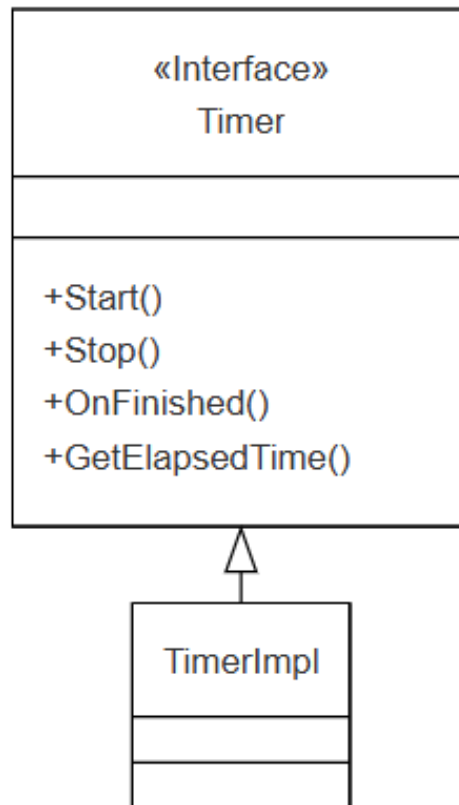 «Interface»
Timer
+Start()
+Stop()
+OnFinished()
+GetElapsedTime()
TimerImpl